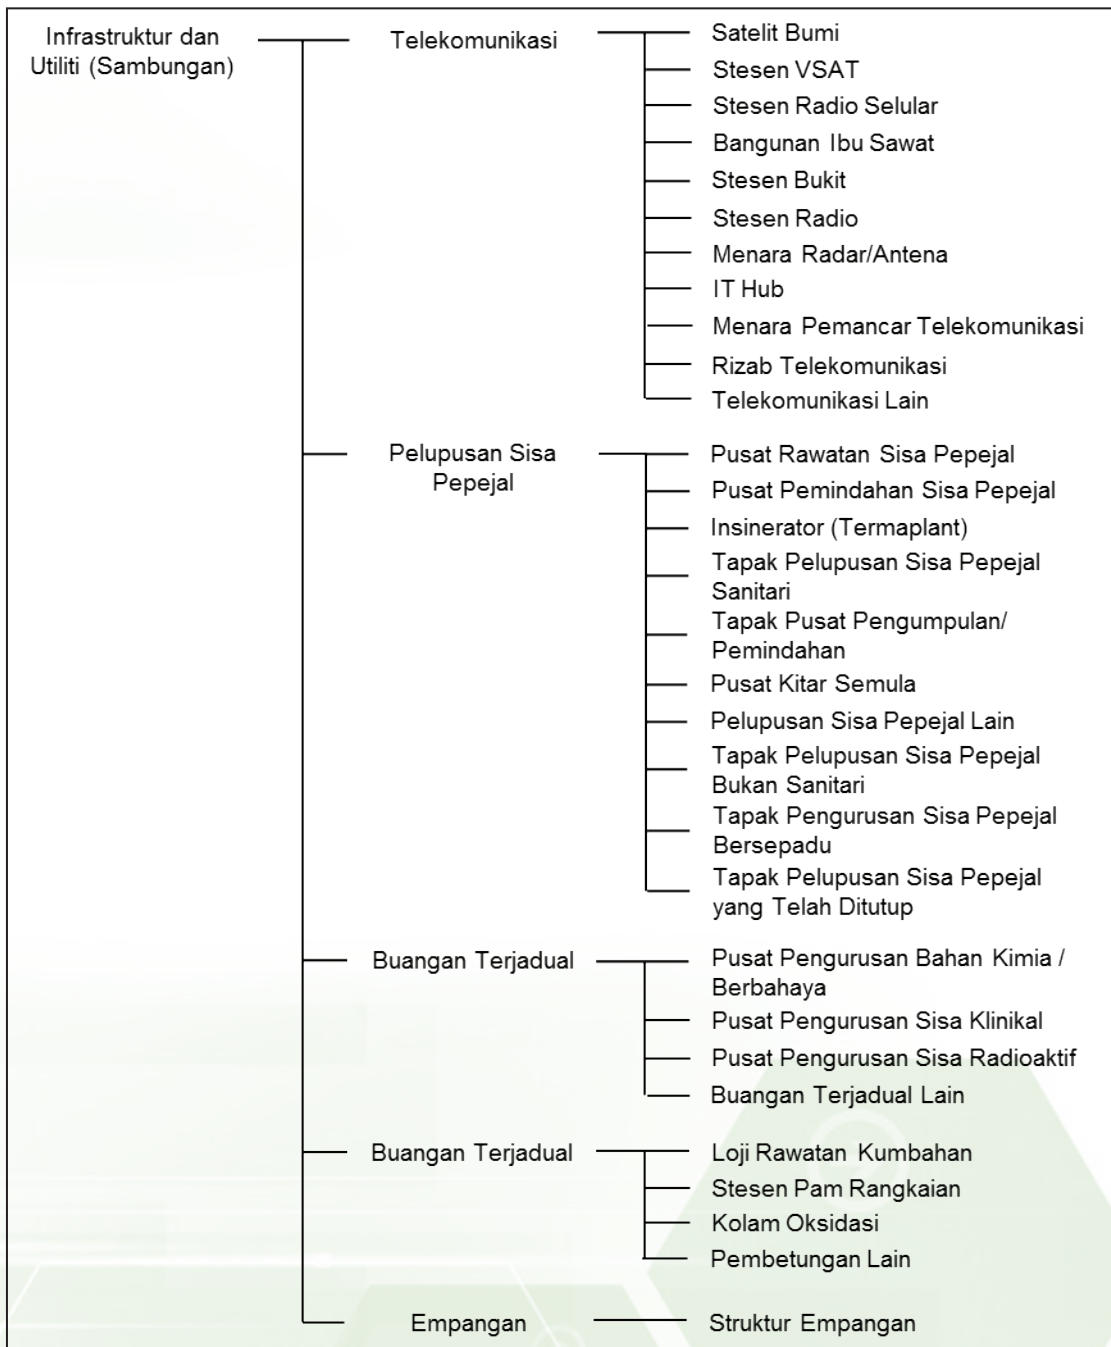 Infrastruktur dan
Utiliti (Sambungan)
Telekomunikasi
Satelit Bumi
Stesen VSAT
Stesen Radio Selular
Bangunan Ibu Sawat
Stesen Bukit
Stesen Radio
Menara Radar/Antena
IT Hub
Menara Pemancar Telekomunikasi
Rizab Telekomunikasi
Telekomunikasi Lain
Pelupusan Sisa
Pepejal
Pusat Rawatan Sisa Pepejal
Pusat Pemindahan Sisa Pepejal
Insinerator (Termaplant)
Tapak Pelupusan Sisa Pepejal
Sanitari
Tapak Pusat Pengumpulan/
Pemindahan
Pusat Kitar Semula
Pelupusan Sisa Pepejal Lain
Tapak Pelupusan Sisa Pepejal
Bukan Sanitari
Tapak Pengurusan Sisa Pepejal
Bersepadu
Tapak Pelupusan Sisa Pepejal
yang Telah Ditutup
Buangan Terjadual
Pusat Pengurusan Bahan Kimia /
Berbahaya
Pusat Pengurusan Sisa Klinikal
Pusat Pengurusan Sisa Radioaktif
Buangan Terjadual Lain
Buangan Terjadual
Loji Rawatan Kumbahan
Stesen Pam Rangkaian
Kolam Oksidasi
Pembetungan Lain
Empangan
Struktur Empangan